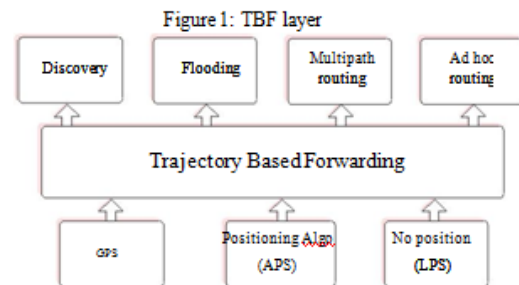 Figure 1: TBF layer
Discovery
Flooding
Multipath
routing
Ad hoc
routing
Trajectory Based Forwarding
GPS
Positioning Algo.
(APS)
No position
(LPS)